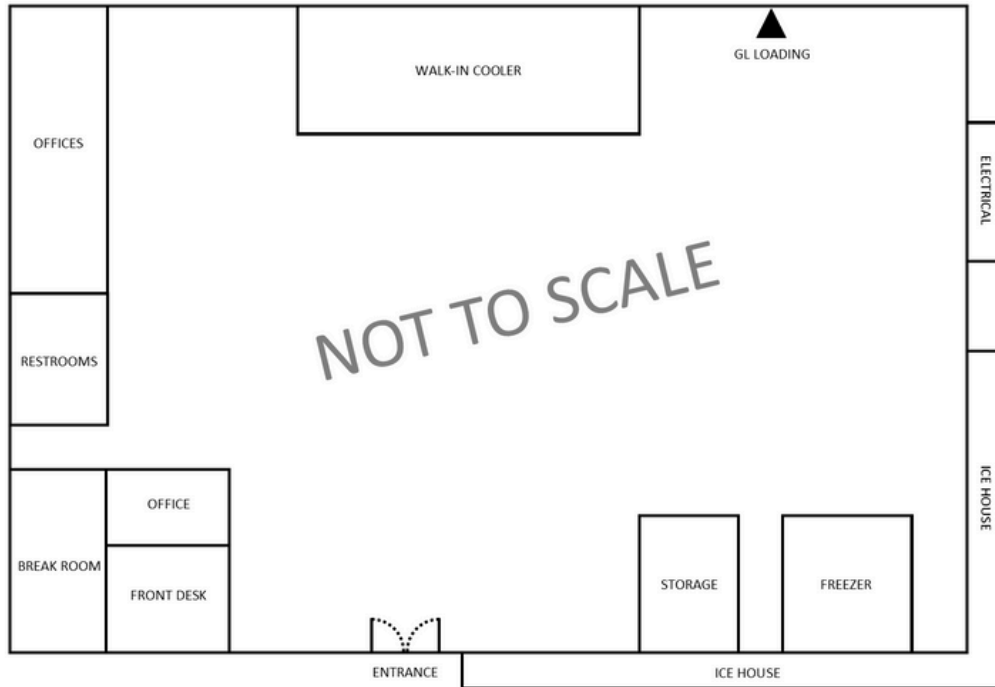 WALK-IN COOLER
GL LOADING
OFFICES
ELECTRICAL
NOT TO SCALE
RESTROOMS
ICE HOUSE
OFFICE
BREAK ROOM
FRONT DESK
STORAGE
FREEZER
ENTRANCE
ICE HOUSE